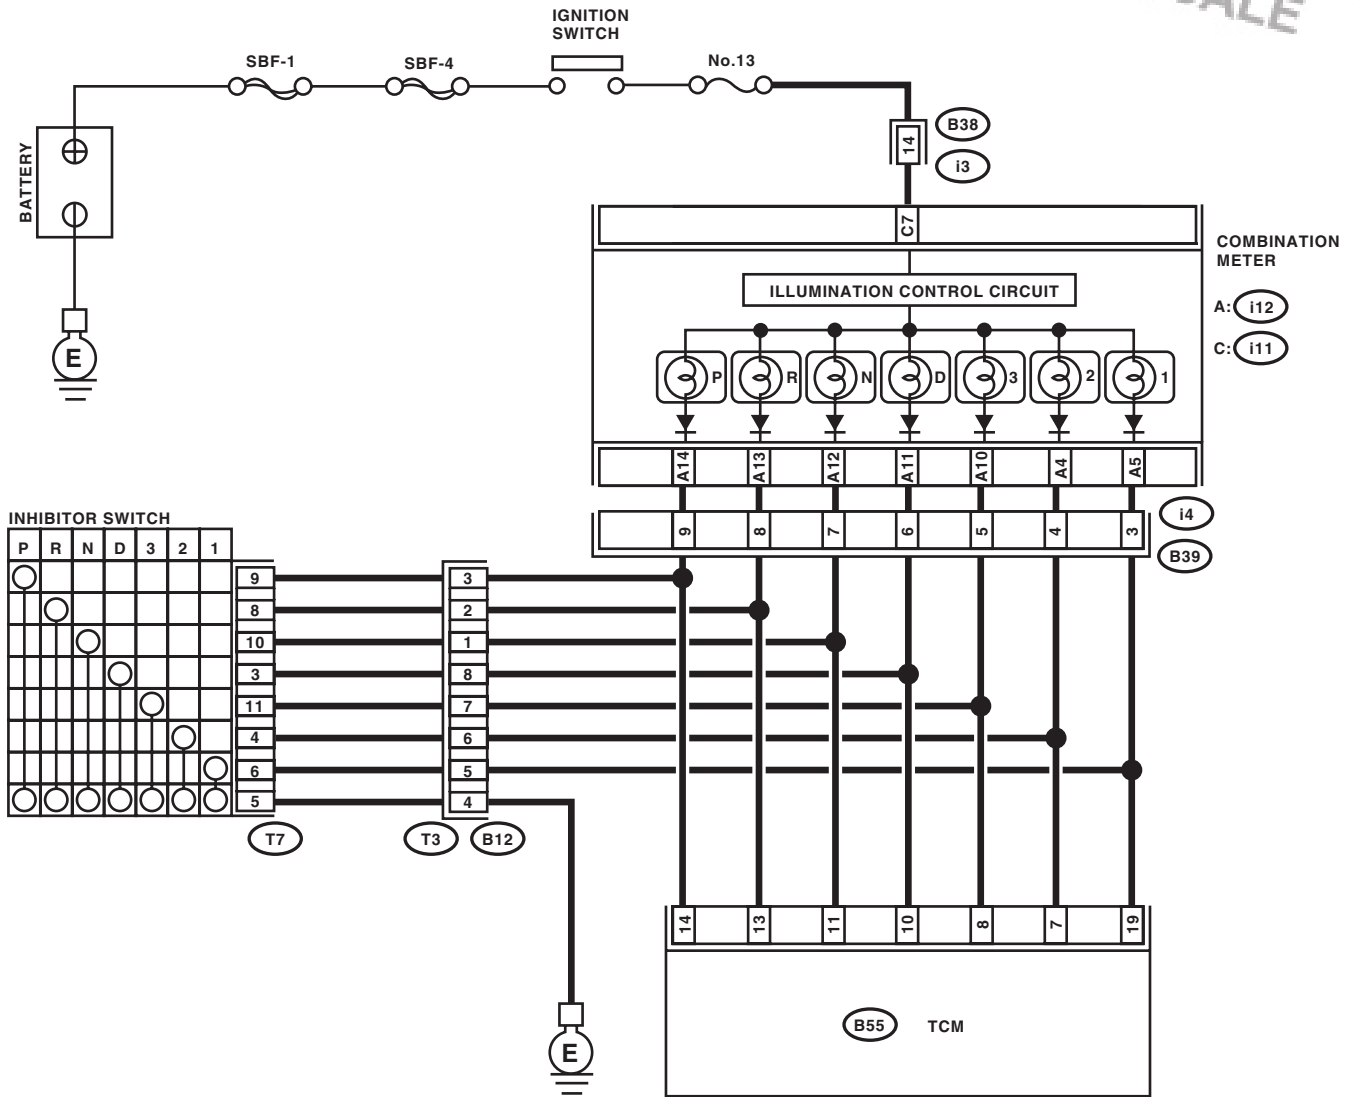 IGNITION
SWITCH
SBF-1
SBF-4
No.13
BATTERY
E
14
B38
i3
C7
COMBINATION
METER
A: i12
C: i11
ILLUMINATION CONTROL CIRCUIT
P R N D 3 2 1
A14 A13 A12 A11 A10 A4 A5
9 8 7 6 5 4 3
i4
B39
INHIBITOR SWITCH
P R N D 3 2 1
9 3
8 2
10 1
3 8
11 7
4 6
6 5
5 4
T7 T3 B12
14 13 11 10 8 7 19
B55 TCM
E